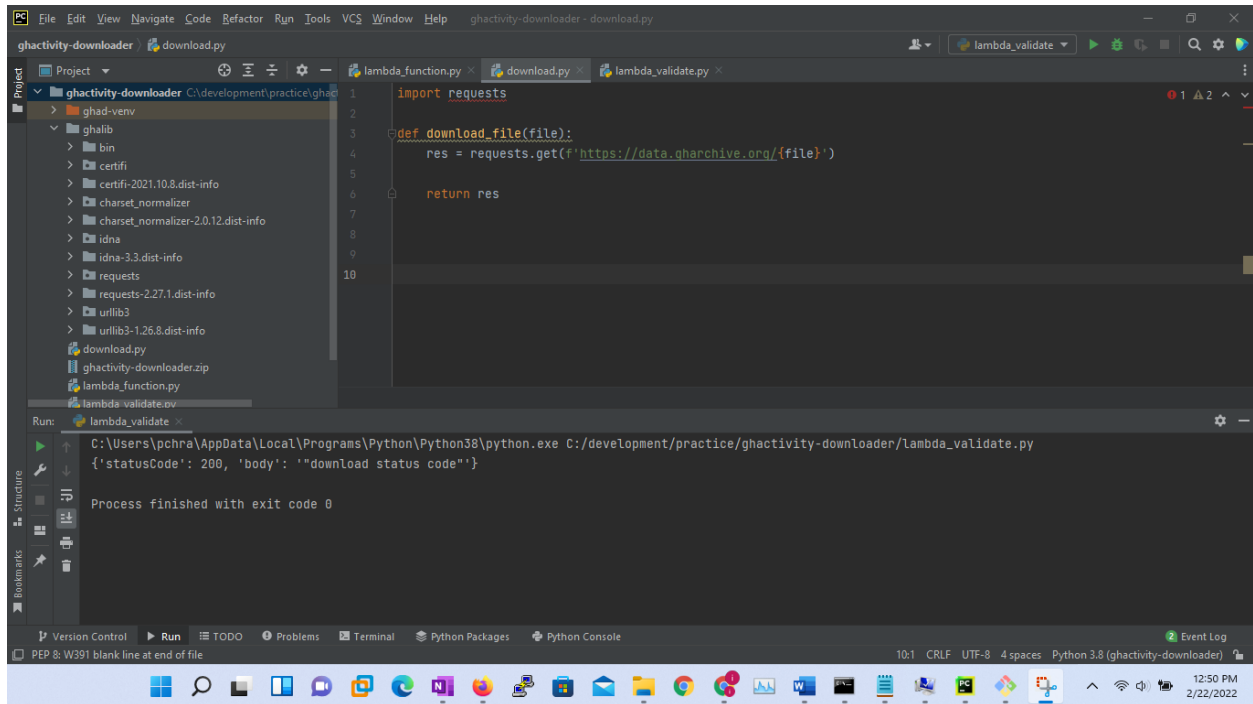 PC File Edit View Navigate Code Refactor Run Tools VCS Window Help ghactivity-downloader - download.py
ghactivity-downloader download.py lambda_validate
Project
Project lambda_function.py download.py lambda_validate.py
ghactivity-downloader C:\development\practice\ghact
ghad-venv
ghalib
bin
certifi
certifi-2021.10.8.dist-info
charset_normalizer
charset_normalizer-2.0.12.dist-info
idna
idna-3.3.dist-info
requests
requests-2.27.1.dist-info
urllib3
urllib3-1.26.8.dist-info
download.py
ghactivity-downloader.zip
lambda_function.py
lambda_validate.py
1 import requests
2
3 def download_file(file):
4 res = requests.get(f'https://data.gharchive.org/{file}')
5
6 return res
7
8
9
10
1 2
Run: lambda_validate
C:\Users\pchra\AppData\Local\Programs\Python\Python38\python.exe C:/development/practice/ghactivity-downloader/lambda_validate.py
{'statusCode': 200, 'body': '"download status code"'}
Process finished with exit code 0
Structure
Bookmarks
Version Control Run TODO Problems Terminal Python Packages Python Console 2 Event Log
PEP 8: W391 blank line at end of file 10:1 CRLF UTF-8 4 spaces Python 3.8 (ghactivity-downloader)
12:50 PM
2/22/2022